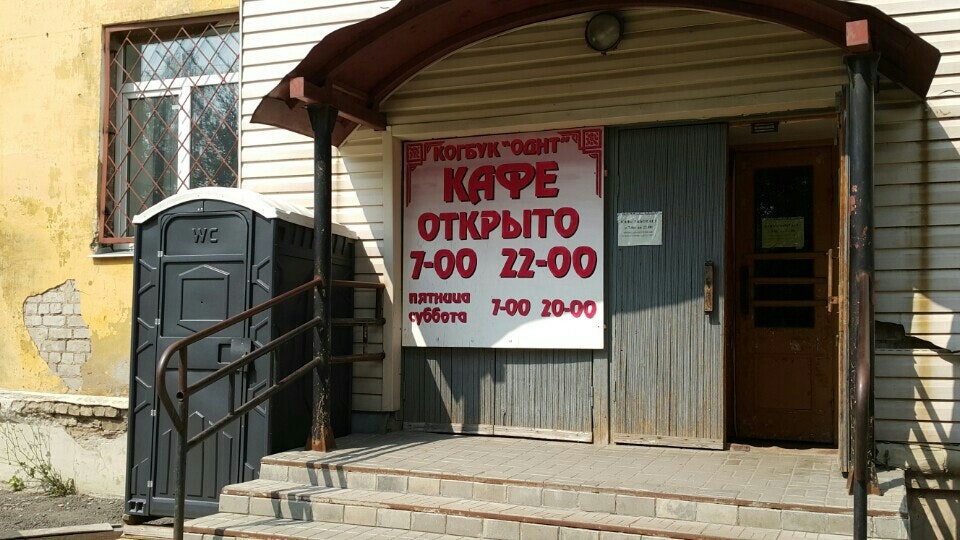 WC
КОГБУК "ОДНТ"
КАФЕ
ОТКРЫТО
7-00 22-00
пятница 7-00 20-00
суббота